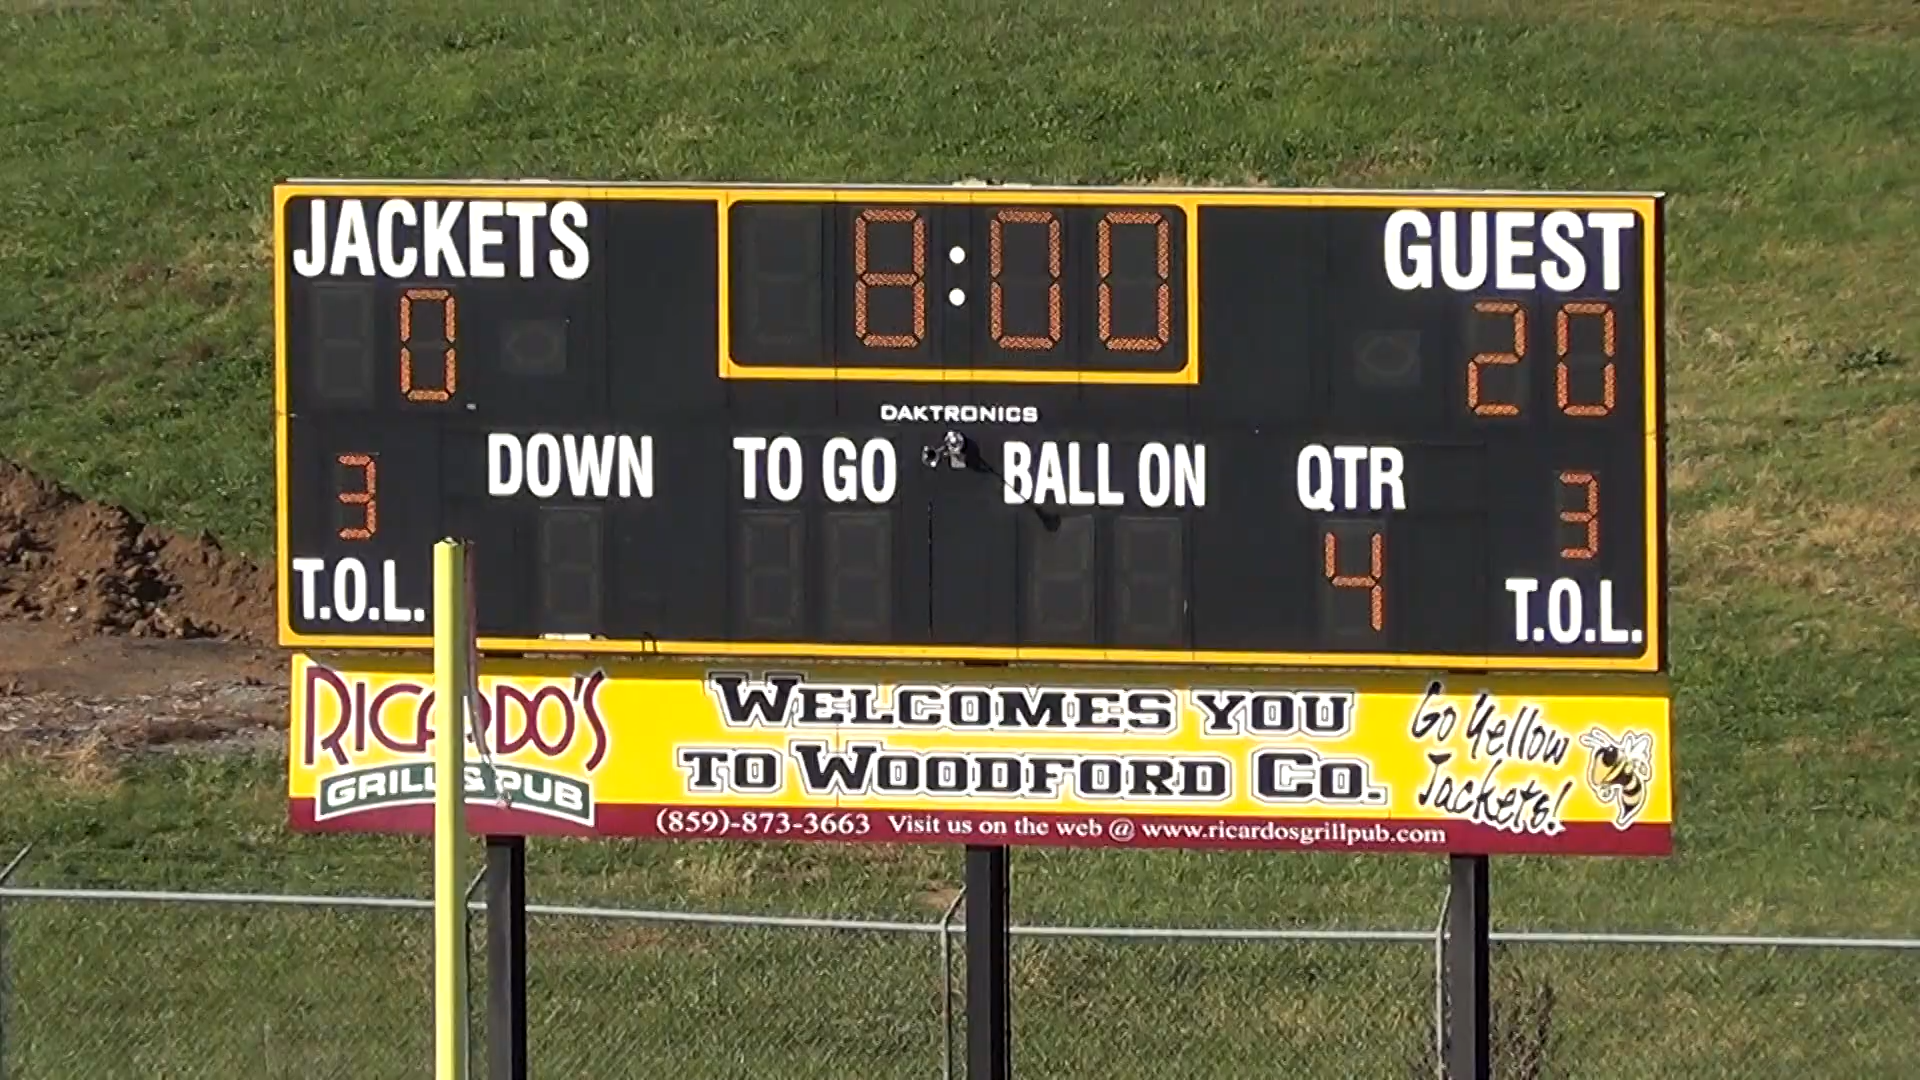 JACKETS 8:00 GUEST
0 20
DAKTRONICS
DOWN TO GO BALL ON QTR
3 4 3
T.O.L. T.O.L.
RICARDO'S
GRILL & PUB
WELCOMES YOU
TO WOODFORD CO.
Go Yellow
Jackets!
(859)-873-3663 Visit us on the web @ www.ricardosgrillpub.com